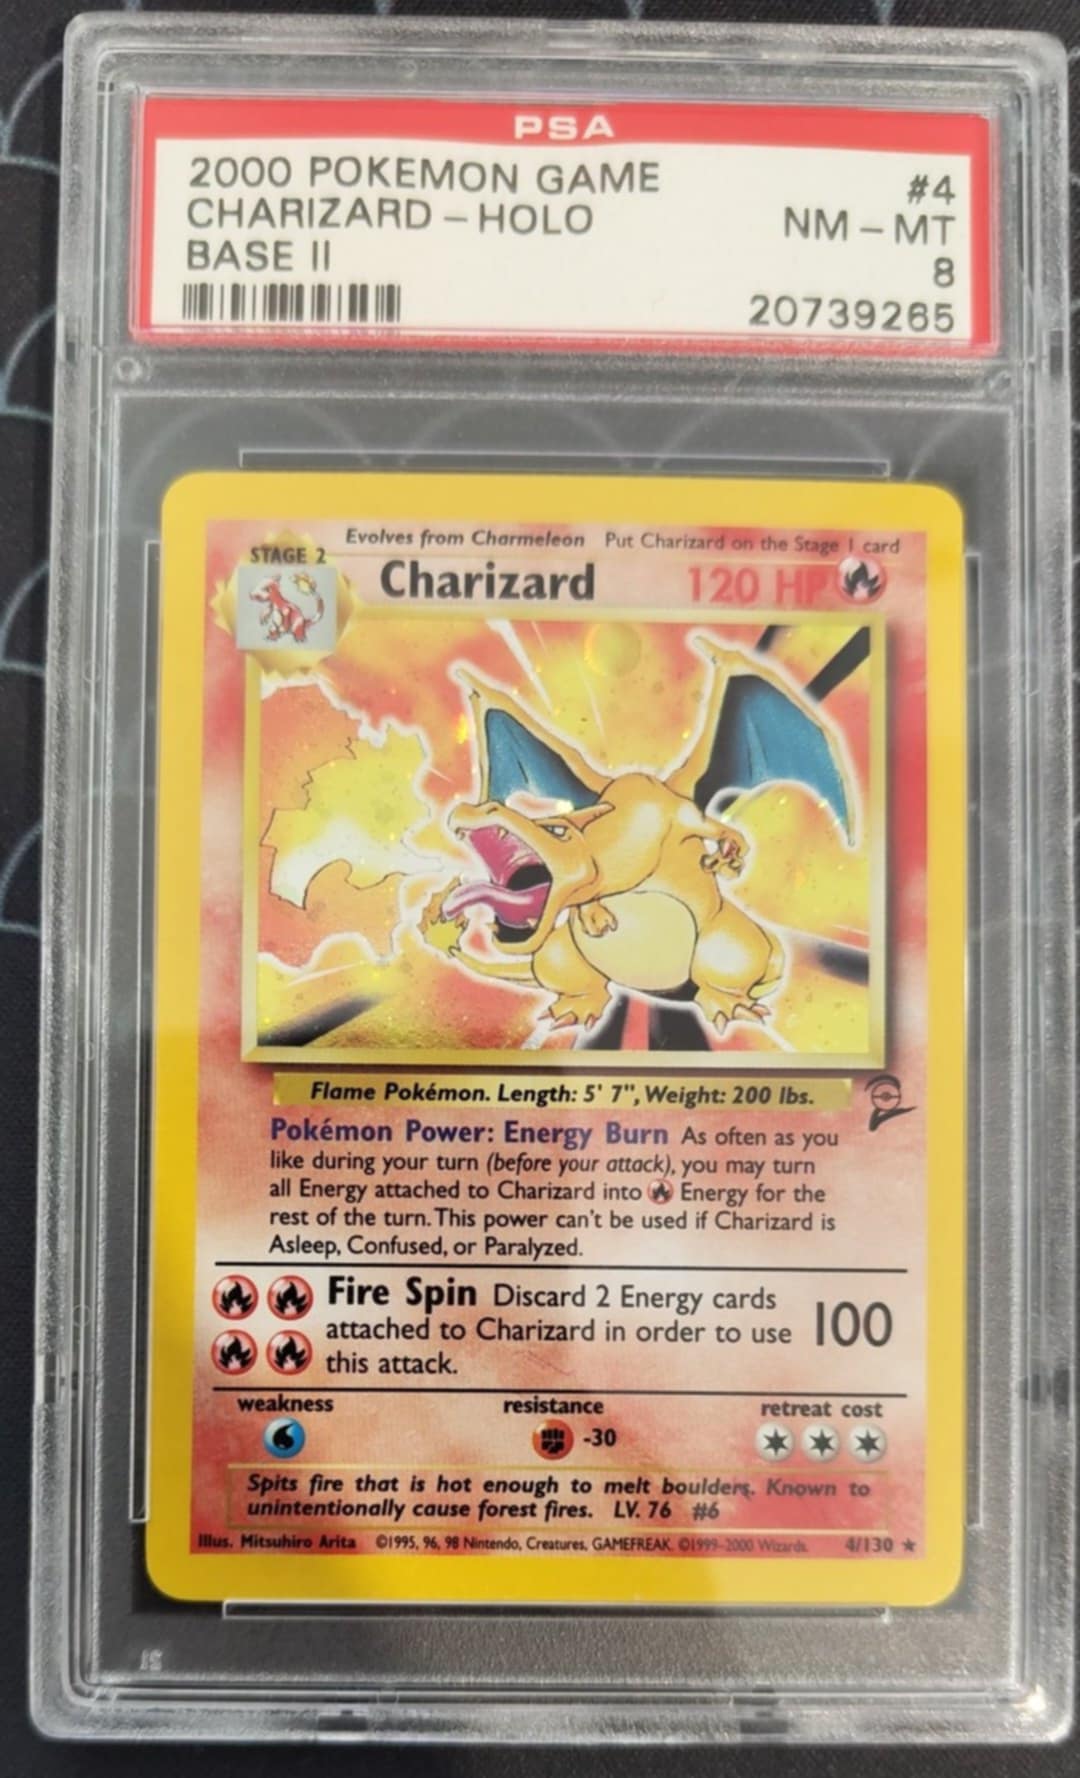 PSA
2000 POKEMON GAME #4
CHARIZARD - HOLO NM - MT
BASE II 8
20739265
Evolves from Charmeleon Put Charizard on the Stage 1 card
STAGE 2
Charizard 120 HP
Flame Pokémon. Length: 5' 7", Weight: 200 lbs.
Pokémon Power: Energy Burn As often as you
like during your turn (before your attack), you may turn
all Energy attached to Charizard into Energy for the
rest of the turn. This power can't be used if Charizard is
Asleep, Confused, or Paralyzed.
Fire Spin Discard 2 Energy cards
attached to Charizard in order to use 100
this attack.
weakness resistance retreat cost
-30
Spits fire that is hot enough to melt boulders. Known to
unintentionally cause forest fires. LV. 76 #6
Illus. Mitsuhiro Arita ©1995, 96, 98 Nintendo, Creatures, GAMEFREAK. ©1999-2000 Wizards. 4/130 ★